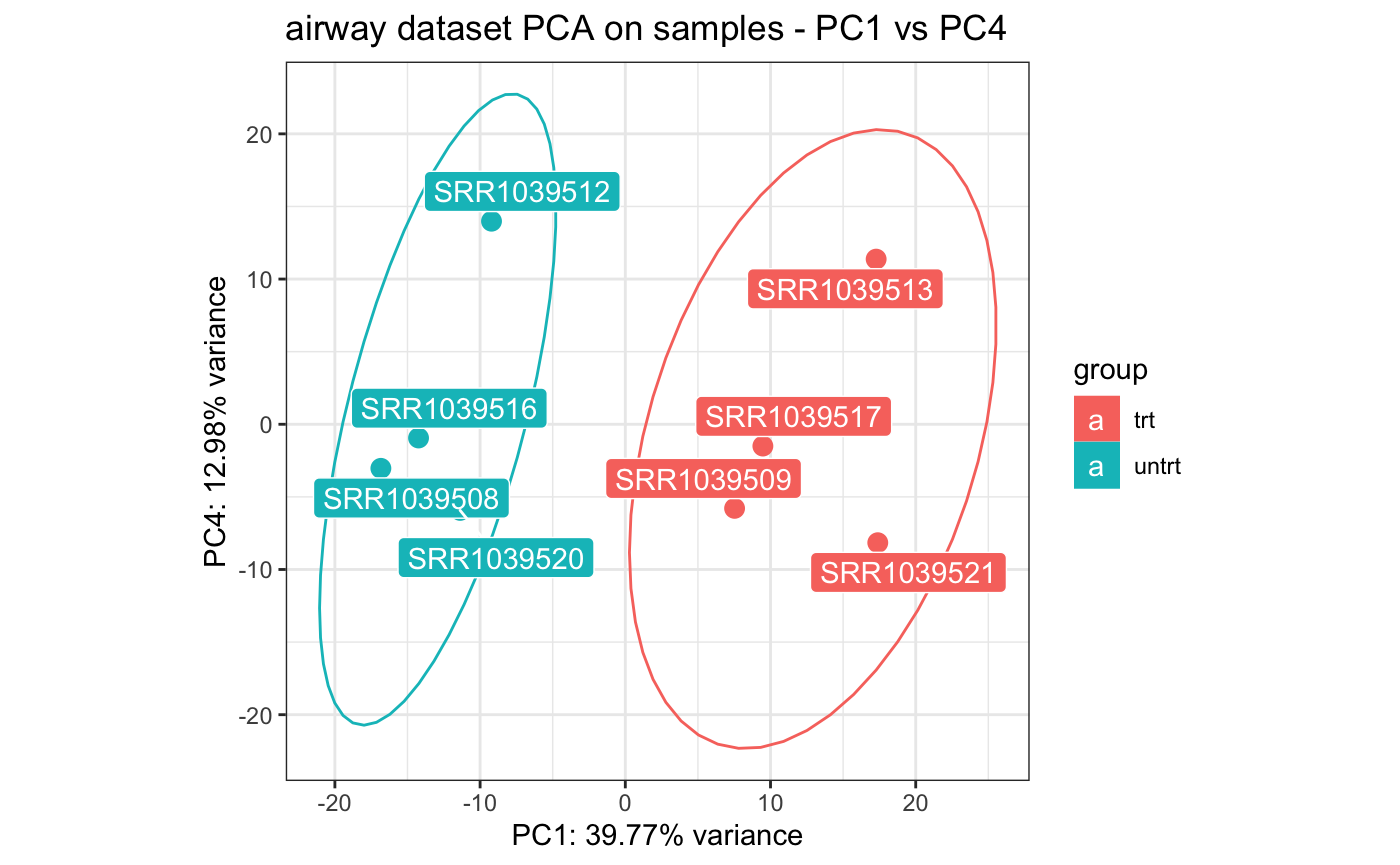 airway dataset PCA on samples - PC1 vs PC4
20
10
0
-10
-20
PC4: 12.98% variance
SRR1039512
SRR1039513
SRR1039516
SRR1039517
SRR1039509
SRR1039508
SRR1039520
SRR1039521
-20
-10
0
10
20
PC1: 39.77% variance
group
a trt
a untrt